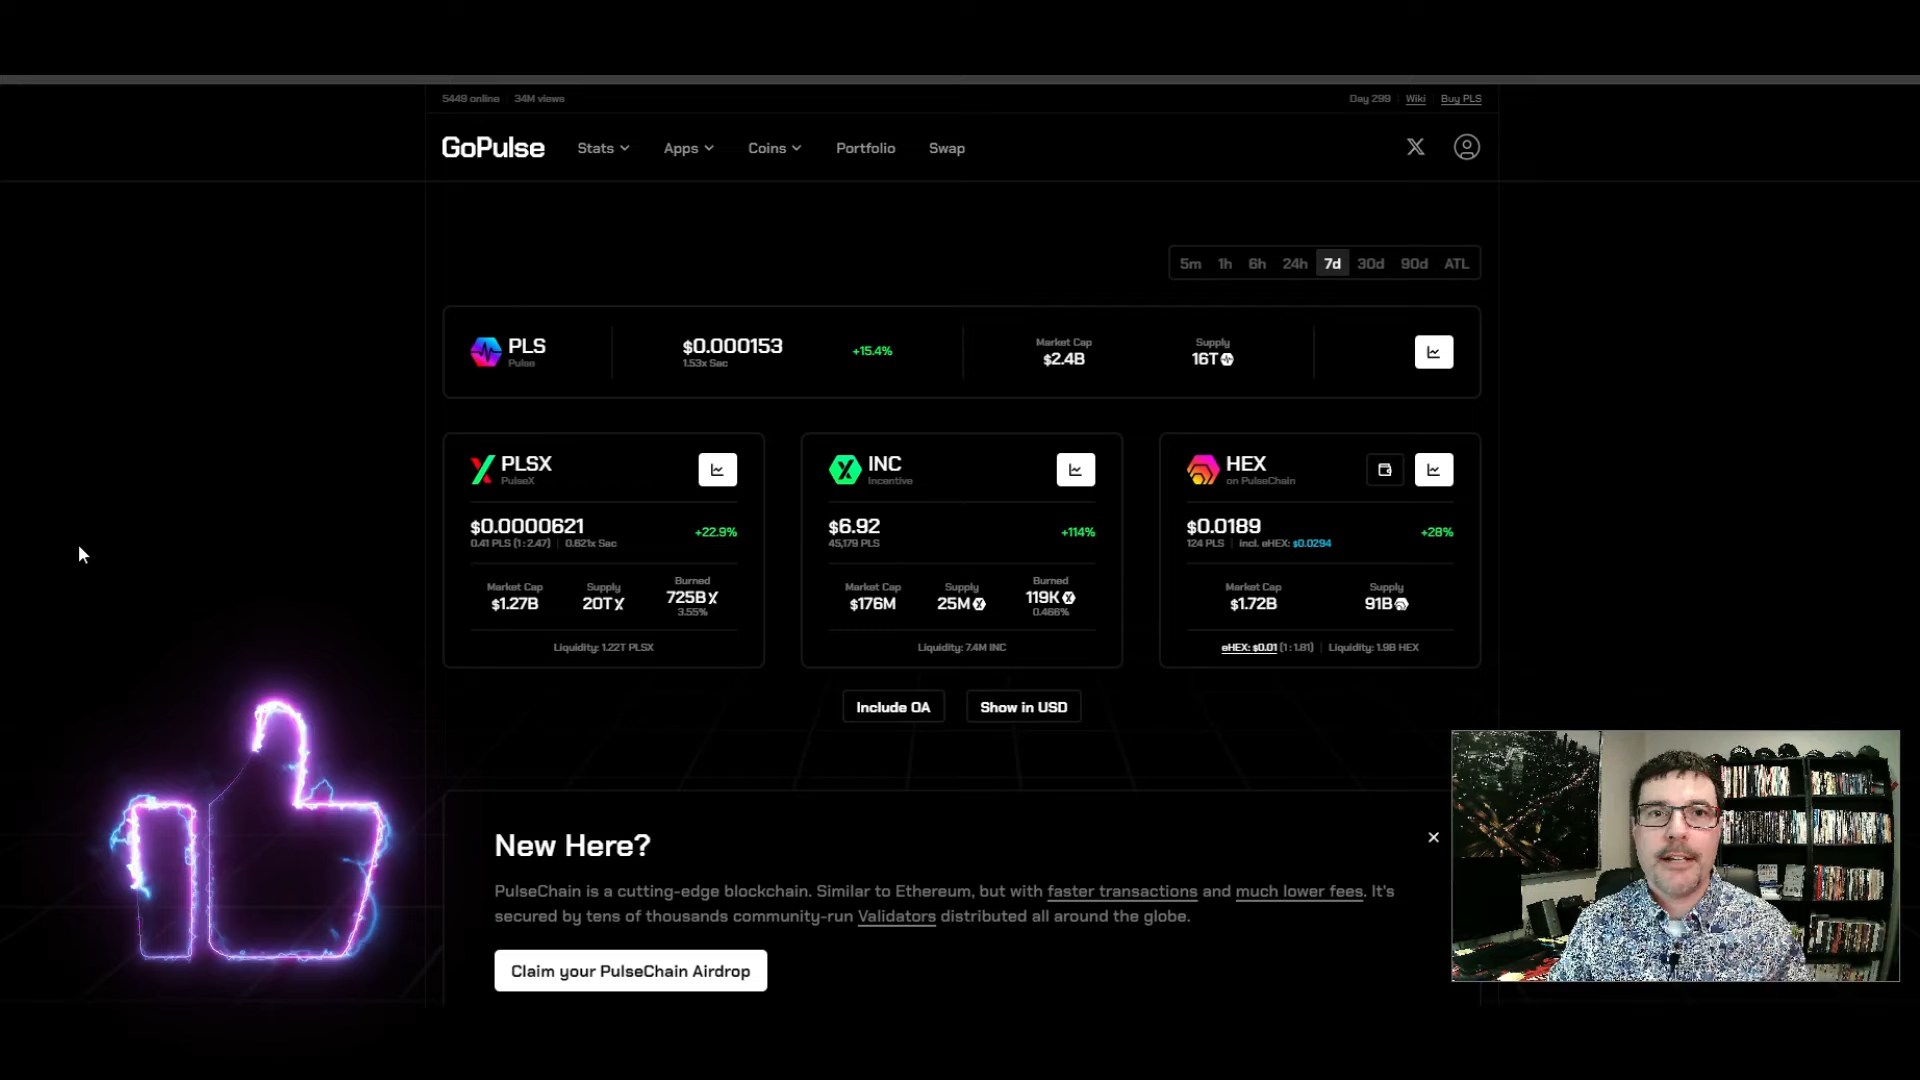 5449 online | 34M views
Day 299 | Wiki | Buy PLS
GoPulse Stats Apps Coins Portfolio Swap
5m 1h 6h 24h 7d 30d 90d ATL
PLS
Pulse
$0.000153
1.53x Sac
+15.4%
Market Cap
$2.4B
Supply
16T
PLSX
PulseX
$0.0000621
0.41 PLS (1 : 2.47) | 0.621x Sac
+22.9%
Market Cap
$1.27B
Supply
20T
Burned
725B
3.55%
Liquidity: 1.22T PLSX
INC
Incentive
$6.92
45,179 PLS
+114%
Market Cap
$176M
Supply
25M
Burned
119K
0.466%
Liquidity: 7.4M INC
HEX
on PulseChain
$0.0189
124 PLS | incl. eHEX: $0.0294
+28%
Market Cap
$1.72B
Supply
91B
eHEX: $0.01 (1 : 1.81) | Liquidity: 1.9B HEX
Include OA
Show in USD
New Here?
PulseChain is a cutting-edge blockchain. Similar to Ethereum, but with faster transactions and much lower fees. It's
secured by tens of thousands community-run Validators distributed all around the globe.
Claim your PulseChain Airdrop